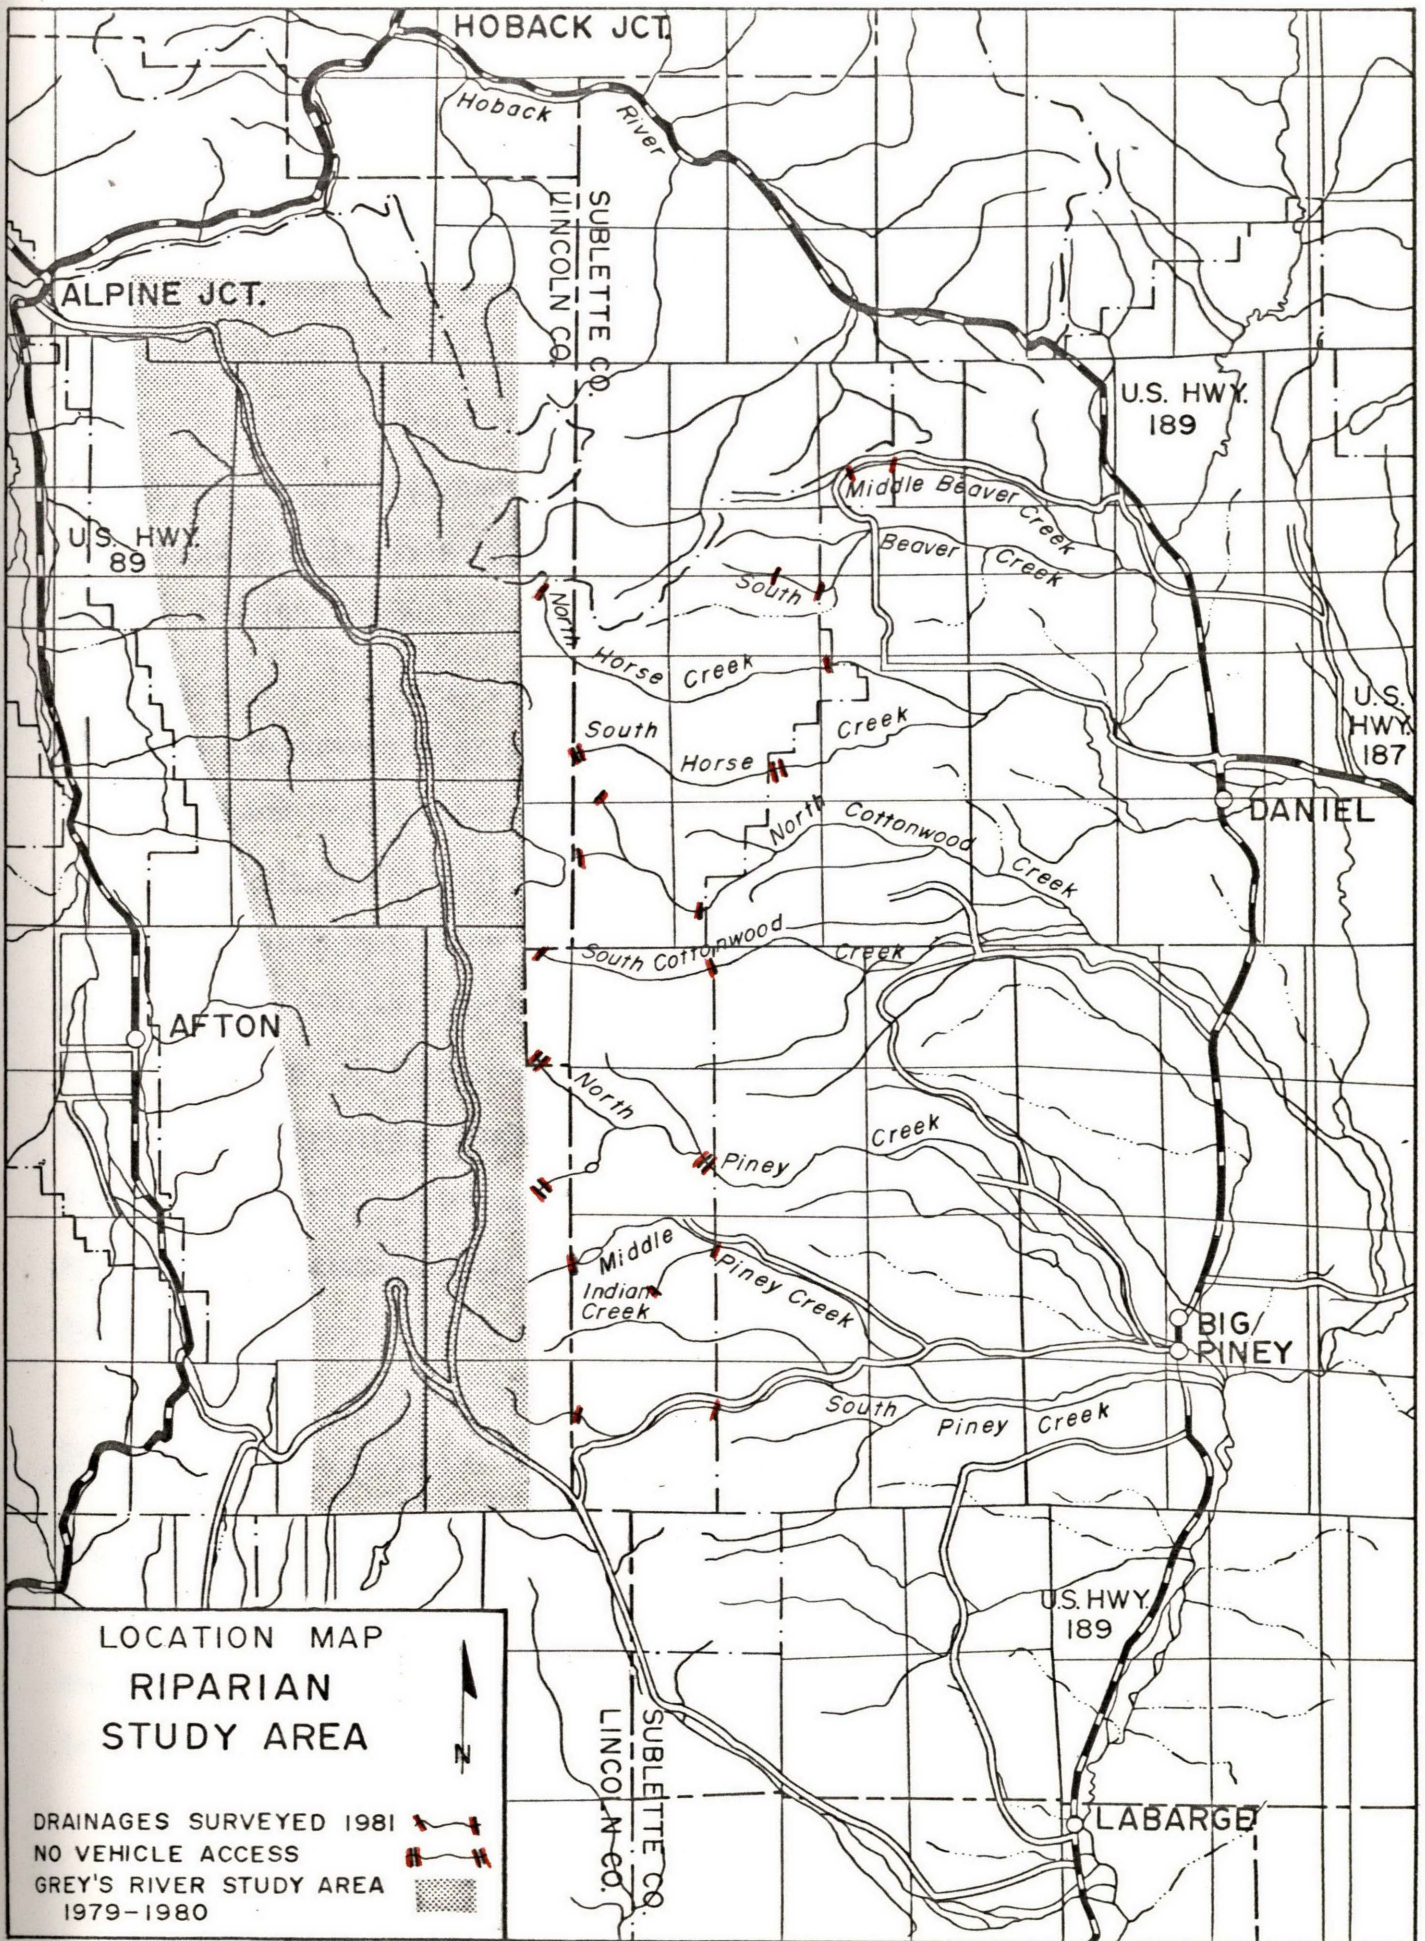 HOBACK JCT.
Hoback
River
SUBLETTE CO.
LINCOLN CO.
ALPINE JCT.
U.S. HWY.
189
Middle Beaver
Creek
U.S. HWY.
89
Beaver Creek
South
North
Horse Creek
U.S.
HWY.
187
South
Horse
Creek
North Cottonwood
Creek
DANIEL
South Cottonwood
Creek
AFTON
North
Piney
Creek
Middle
Piney Creek
Indian
Creek
BIG
PINEY
South
Piney Creek
U.S. HWY.
189
LOCATION MAP
RIPARIAN
STUDY AREA
N
SUBLETTE CO.
LINCOLN CO.
LABARGE
DRAINAGES SURVEYED 1981
NO VEHICLE ACCESS
GREY'S RIVER STUDY AREA
1979-1980